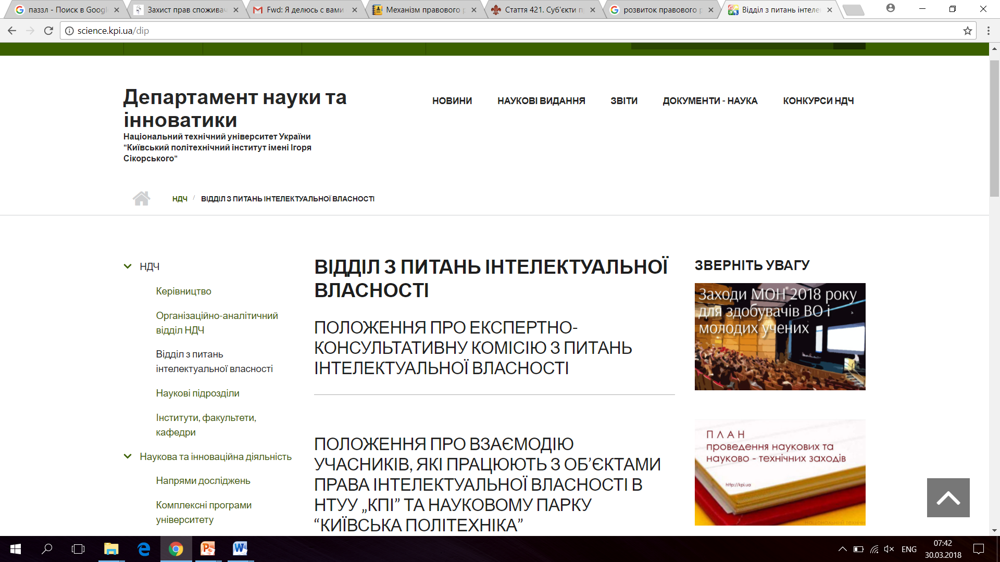 паззл - Поиск в Googl
Захист прав споживач
Fwd: Я делюсь с вами
Механізм правового р
Стаття 421. Суб'єкти п
розвиток правового р
Відділ з питань інтеле
science.kpi.ua/dip
Департамент науки та
інноватики
Національний технічний університет України
"Київський політехнічний інститут імені Ігоря
Сікорського"
НОВИНИ
НАУКОВІ ВИДАННЯ
ЗВІТИ
ДОКУМЕНТИ - НАУКА
КОНКУРСИ НДЧ
НДЧ / ВІДДІЛ З ПИТАНЬ ІНТЕЛЕКТУАЛЬНОЇ ВЛАСНОСТІ
НДЧ
Керівництво
Організаційно-аналітичний
відділ НДЧ
Відділ з питань
інтелектуальної власності
Наукові підрозділи
Інститути, факультети,
кафедри
Наукова та інноваційна діяльність
Напрями досліджень
Комплексні програми
університету
ВІДДІЛ З ПИТАНЬ ІНТЕЛЕКТУАЛЬНОЇ
ВЛАСНОСТІ
ПОЛОЖЕННЯ ПРО ЕКСПЕРТНО-
КОНСУЛЬТАТИВНУ КОМІСІЮ З ПИТАНЬ
ІНТЕЛЕКТУАЛЬНОЇ ВЛАСНОСТІ
ПОЛОЖЕННЯ ПРО ВЗАЄМОДІЮ
УЧАСНИКІВ, ЯКІ ПРАЦЮЮТЬ З ОБ’ЄКТАМИ
ПРАВА ІНТЕЛЕКТУАЛЬНОЇ ВЛАСНОСТІ В
НТУУ „КПІ” ТА НАУКОВОМУ ПАРКУ
“КИЇВСЬКА ПОЛІТЕХНІКА”
ЗВЕРНІТЬ УВАГУ
Заходи МОН 2018 року
для здобувачів ВО і
молодих учених
ПЛАН
проведення наукових та
науково - технічних заходів
http://kpi.ua
Національний технічн
ENG
07:42
30.03.2018